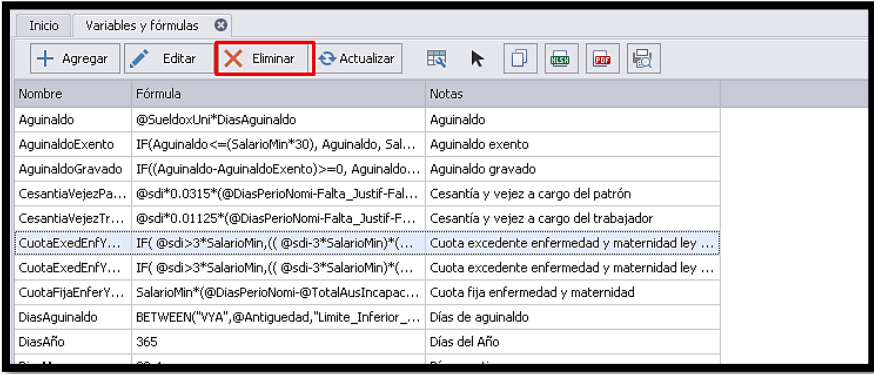 Inicio Variables y fórmulas
Agregar Editar Eliminar Actualizar XLSX PDF
Nombre Fórmula Notas
Aguinaldo @SueldoxUni*DiasAguinaldo Aguinaldo
AguinaldoExento IF(Aguinaldo<=(SalarioMin*30), Aguinaldo, Sal... Aguinaldo exento
AguinaldoGravado IF((Aguinaldo-AguinaldoExento)>=0, Aguinaldo... Aguinaldo gravado
CesantiaVejezPa... @sdi*0.0315*(@DiasPerioNomi-Falta_Justif-Fal... Cesantía y vejez a cargo del patrón
CesantiaVejezTr... @sdi*0.01125*(@DiasPerioNomi-Falta_Justif-F... Cesantía y vejez a cargo del trabajador
CuotaExedEnfY... IF( @sdi>3*SalarioMin,(( @sdi-3*SalarioMin)*(... Cuota excedente enfermedad y maternidad ley ...
CuotaExedEnfY... IF( @sdi>3*SalarioMin,(( @sdi-3*SalarioMin)*(... Cuota excedente enfermedad y maternidad ley ...
CuotaFijaEnferY... SalarioMin*(@DiasPerioNomi-@TotalAusIncapac... Cuota fija enfermedad y maternidad
DiasAguinaldo BETWEEN("VYA",@Antiguedad,"Limite_Inferior_... Días de aguinaldo
DiasAño 365 Días del Año